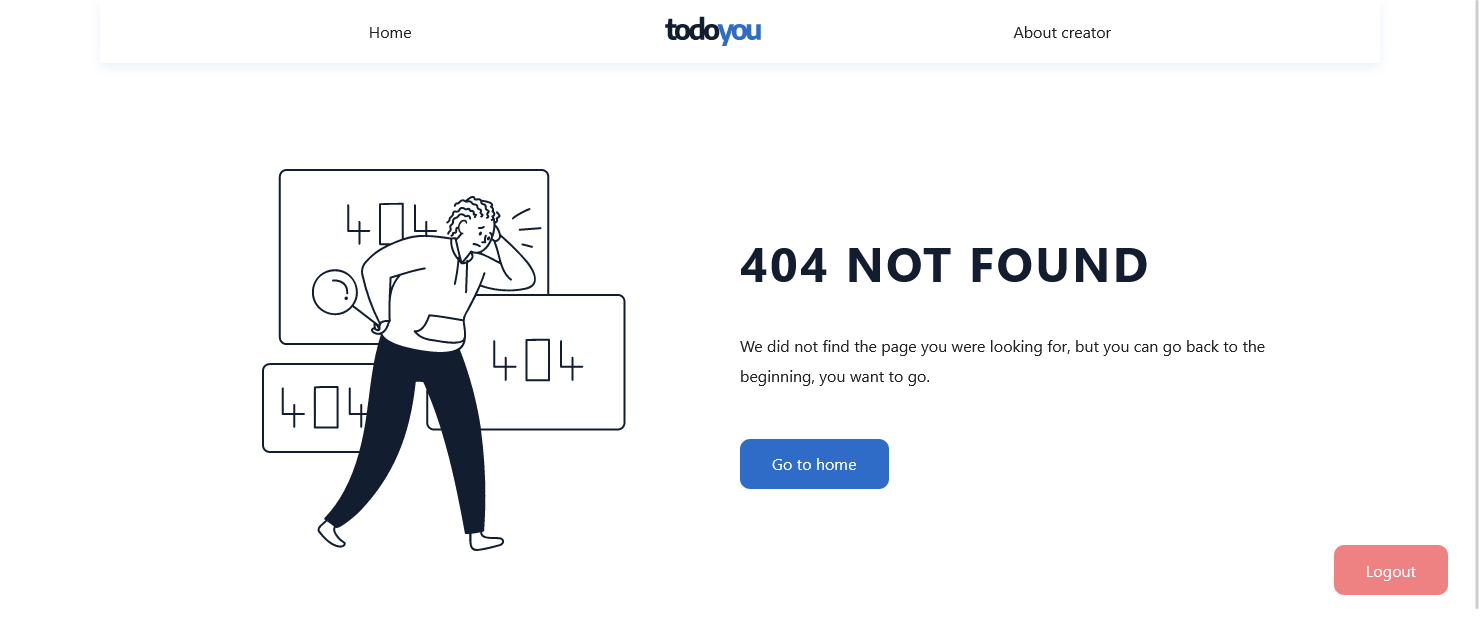 Home
todoyou
About creator
404
404
404
404 NOT FOUND
We did not find the page you were looking for, but you can go back to the
beginning, you want to go.
Go to home
Logout